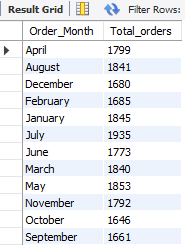 Result Grid Filter Rows:
Order_Month Total_orders
April 1799
August 1841
December 1680
February 1685
January 1845
July 1935
June 1773
March 1840
May 1853
November 1792
October 1646
September 1661